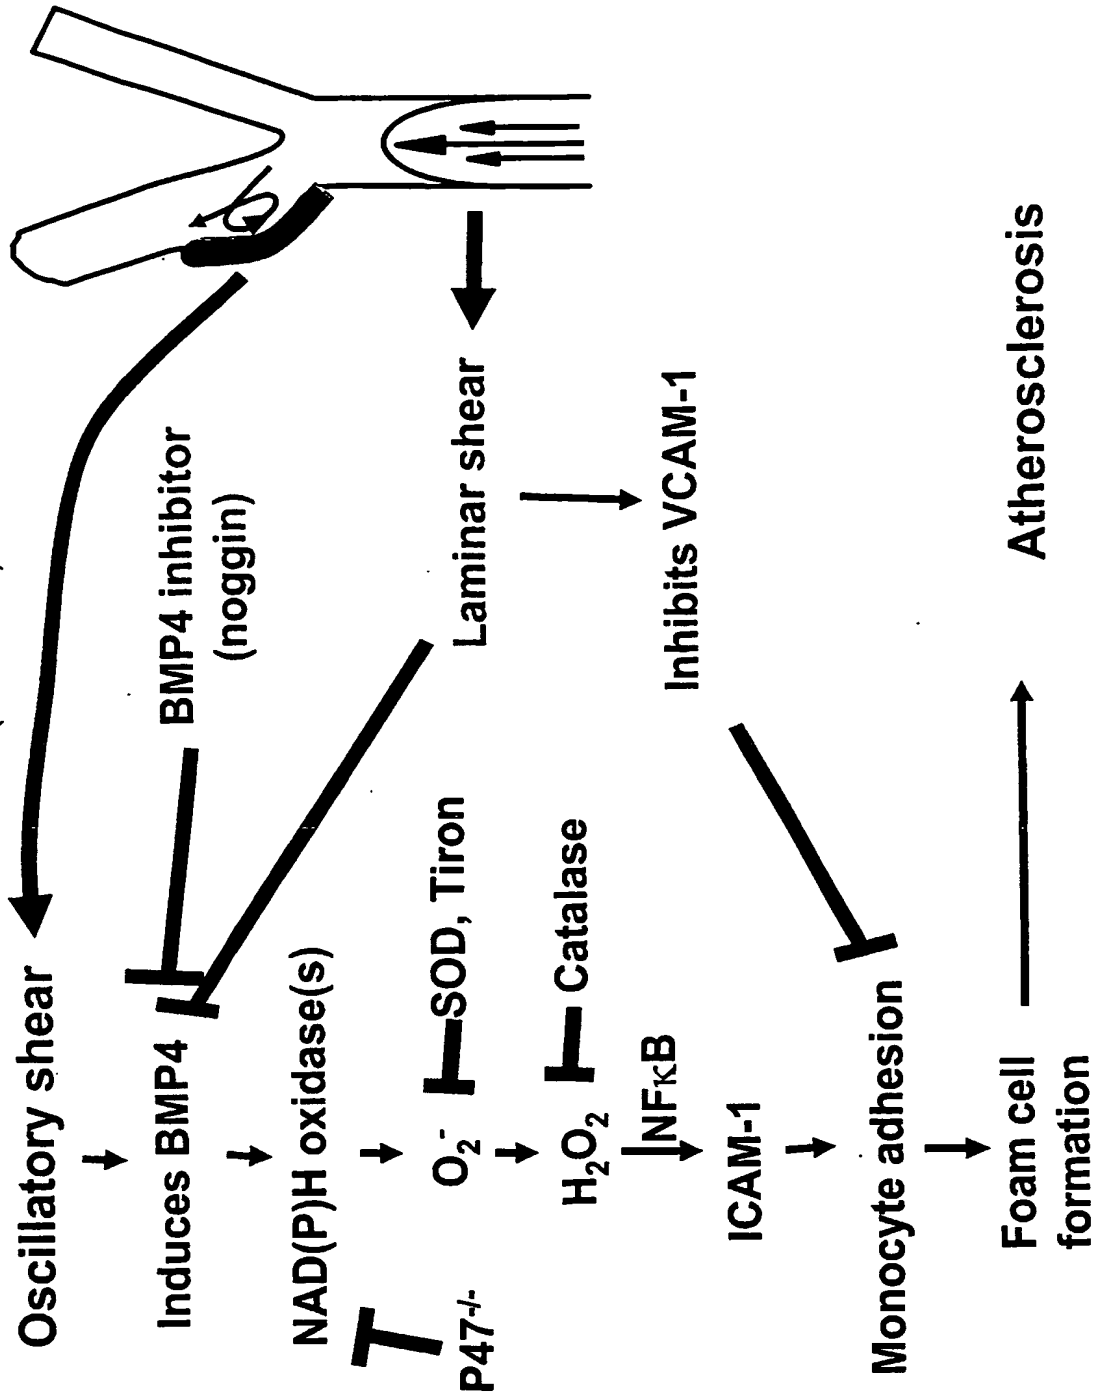 Oscillatory shear
Induces BMP4
BMP4 inhibitor
(noggin)
NAD(P)H oxidase(s)
P47-/-
O2-
SOD, Tiron
Laminar shear
H2O2
Catalase
NFκB
Inhibits VCAM-1
ICAM-1
Monocyte adhesion
Foam cell
formation
Atherosclerosis